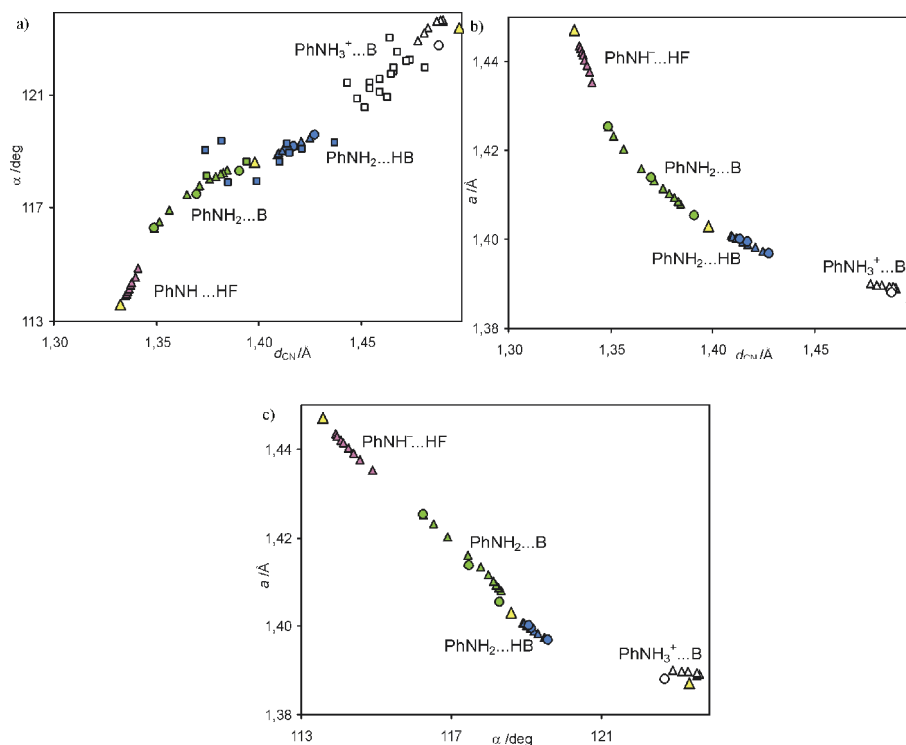 a)
α /deg
121
117
113
1,30
1,35
1,40
1,45
d_CN/Å
PhNH₃⁺...B
PhNH₂...HB
PhNH₂...B
PhNH ...HF
b)
a /Å
1,44
1,42
1,40
1,38
1,30
1,35
1,40
1,45
d_CN/Å
PhNH⁻...HF
PhNH₂...B
PhNH₂...HB
PhNH₃⁺...B
c)
a /Å
1,44
1,42
1,40
1,38
113
117
121
α /deg
PhNH⁻...HF
PhNH₂...B
PhNH₂...HB
PhNH₃⁺...B